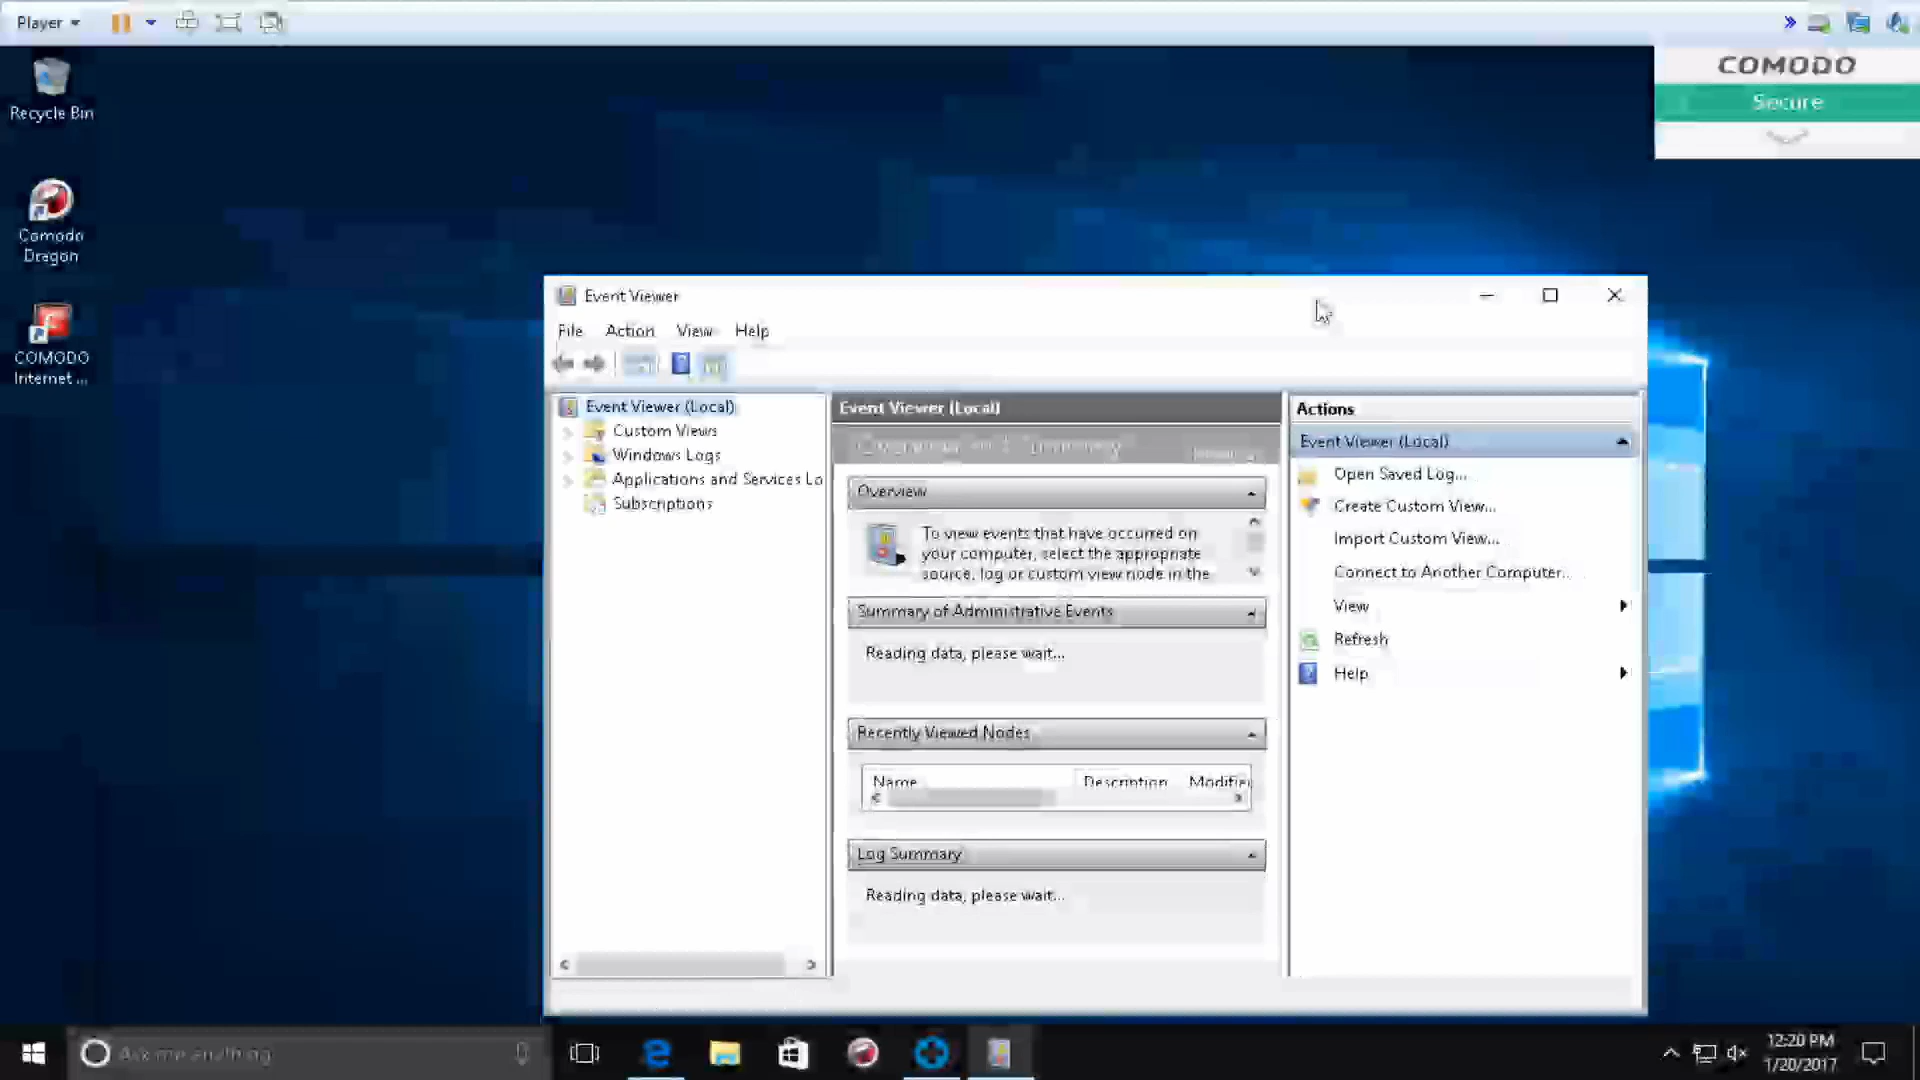 Player
COMODO
Secure
Recycle Bin
Comodo
Dragon
COMODO
Internet ...
Event Viewer
File Action View Help
Event Viewer (Local)
Custom Views
Windows Logs
Applications and Services Lo
Subscriptions
Event Viewer (Local)
Overview
To view events that have occurred on
your computer, select the appropriate
source, log or custom view node in the
Summary of Administrative Events
Reading data, please wait...
Recently Viewed Nodes
Name Description Modifie
Log Summary
Reading data, please wait...
Actions
Event Viewer (Local)
Open Saved Log...
Create Custom View...
Import Custom View...
Connect to Another Computer...
View
Refresh
Help
Ask me anything
12:20 PM
1/20/2017